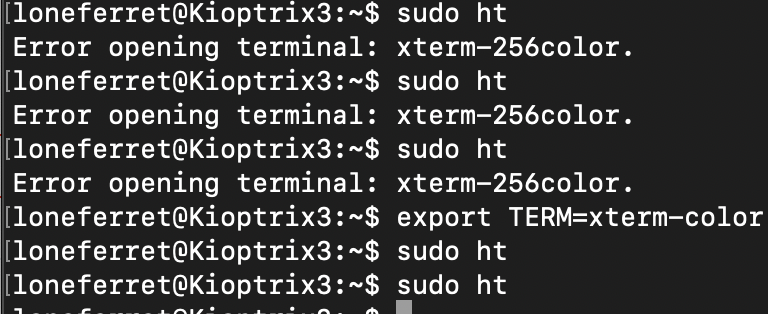 [loneferret@Kioptrix3:~$ sudo ht
Error opening terminal: xterm-256color.
[loneferret@Kioptrix3:~$ sudo ht
Error opening terminal: xterm-256color.
[loneferret@Kioptrix3:~$ sudo ht
Error opening terminal: xterm-256color.
[loneferret@Kioptrix3:~$ export TERM=xterm-color
[loneferret@Kioptrix3:~$ sudo ht
[loneferret@Kioptrix3:~$ sudo ht
loneferret@Kioptrix3:~$